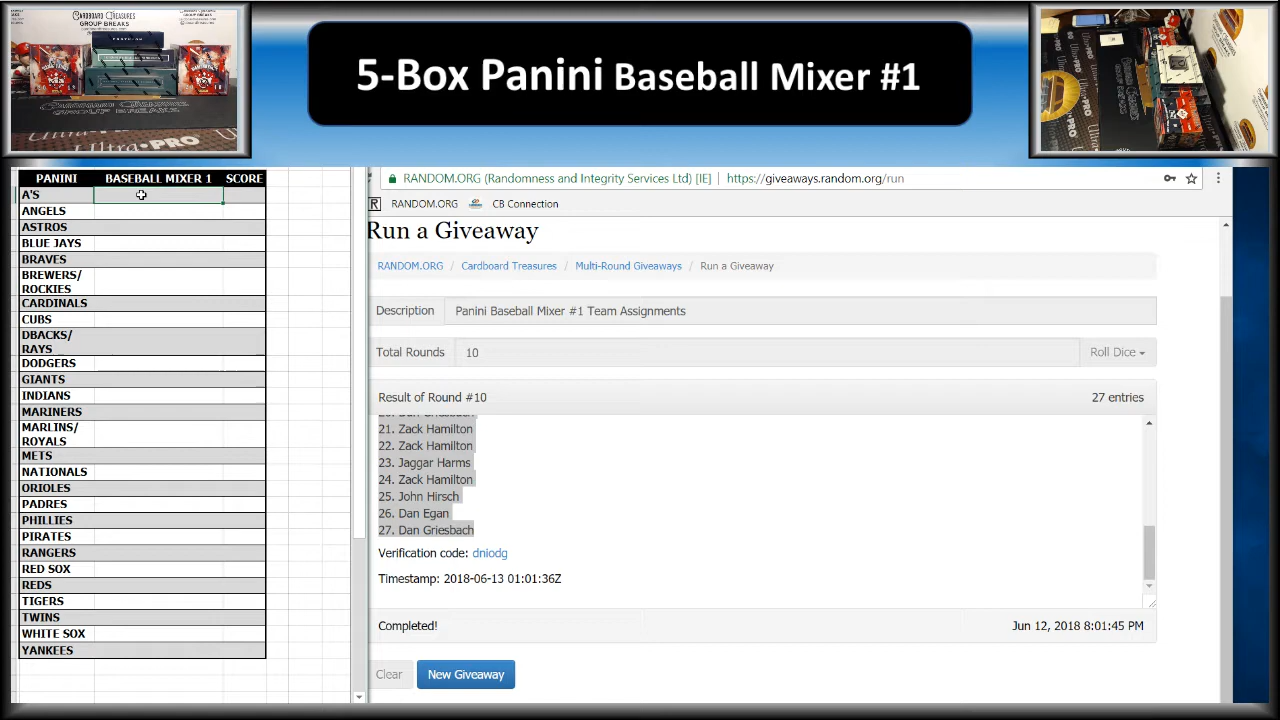 CARDBOARD TREASURES
GROUP BREAKS
5-Box Panini Baseball Mixer #1
PANINI BASEBALL MIXER 1 SCORE
A'S
ANGELS
ASTROS
BLUE JAYS
BRAVES
BREWERS/
ROCKIES
CARDINALS
CUBS
DBACKS/
RAYS
DODGERS
GIANTS
INDIANS
MARINERS
MARLINS/
ROYALS
METS
NATIONALS
ORIOLES
PADRES
PHILLIES
PIRATES
RANGERS
RED SOX
REDS
TIGERS
TWINS
WHITE SOX
YANKEES
RANDOM.ORG (Randomness and Integrity Services Ltd) [IE] https://giveaways.random.org/run
R RANDOM.ORG CB Connection
Run a Giveaway
RANDOM.ORG / Cardboard Treasures / Multi-Round Giveaways / Run a Giveaway
Description Panini Baseball Mixer #1 Team Assignments
Total Rounds 10 Roll Dice
Result of Round #10 27 entries
21. Zack Hamilton
22. Zack Hamilton
23. Jaggar Harms
24. Zack Hamilton
25. John Hirsch
26. Dan Egan
27. Dan Griesbach
Verification code: dniodg
Timestamp: 2018-06-13 01:01:36Z
Completed! Jun 12, 2018 8:01:45 PM
Clear New Giveaway